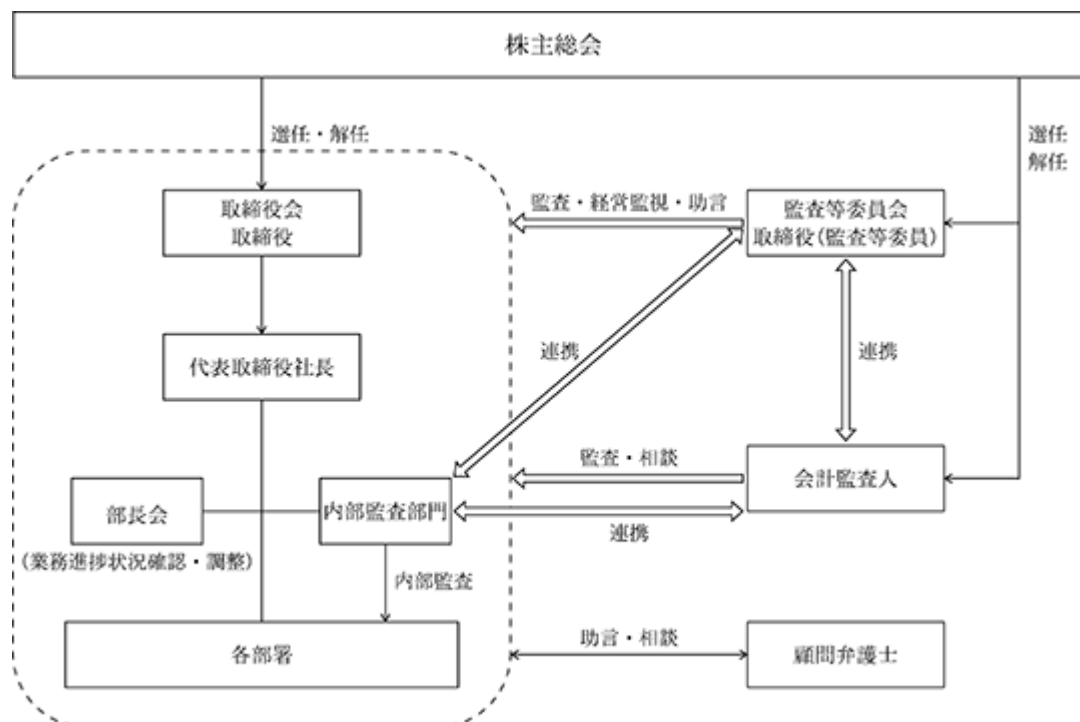 株主総会
選任・解任
選任
解任
取締役会
取締役
監査・経営監視・助言
監査等委員会
取締役(監査等委員)
代表取締役社長
連携
連携
監査・相談
会計監査人
部長会
内部監査部門
連携
(業務進捗状況確認・調整)
内部監査
各部署
助言・相談
顧問弁護士